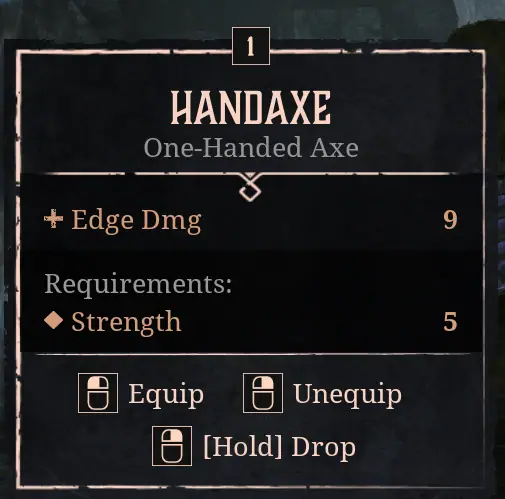 1
HANDAXE
One-Handed Axe
Edge Dmg 9
Requirements:
Strength 5
Equip Unequip
[Hold] Drop